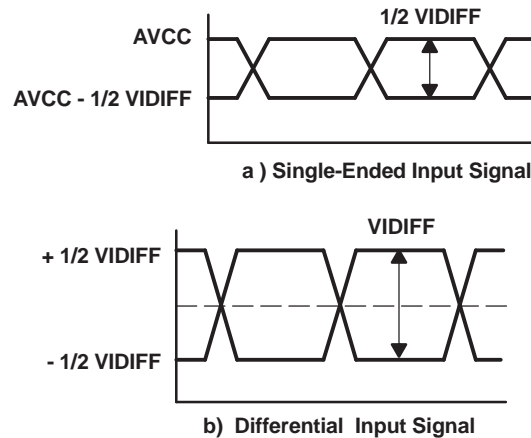 1/2 VIDIFF
AVCC
AVCC - 1/2 VIDIFF
a ) Single-Ended Input Signal
VIDIFF
+ 1/2 VIDIFF
- 1/2 VIDIFF
b) Differential Input Signal